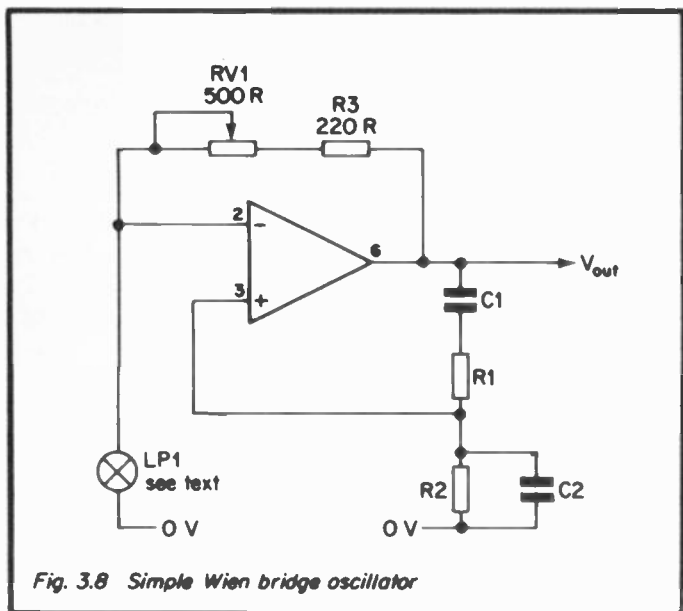 RV1
500 R
R3
220 R
2
-
6
3
+
V out
C1
R1
LP1
see text
R2
C2
0 V
0 V
Fig. 3.8 Simple Wien bridge oscillator